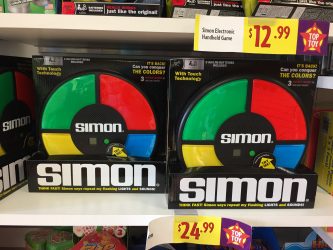 just like the original!
Simon Electronic
Handheld Game
$12.99
TOP
TOY
With Touch
Technology
IT'S BACK!
Can you conquer
THE COLORS?
3
SIMON
SIMON
THINK FAST! Simon says repeat my flashing LIGHTS and SOUNDS!
With Touch
Technology
IT'S BACK!
Can you conquer
THE COLORS?
3
SIMON
SIMON
THINK FAST! Simon says repeat my flashing LIGHTS and SOUNDS!
$24.99
TOP
TOY